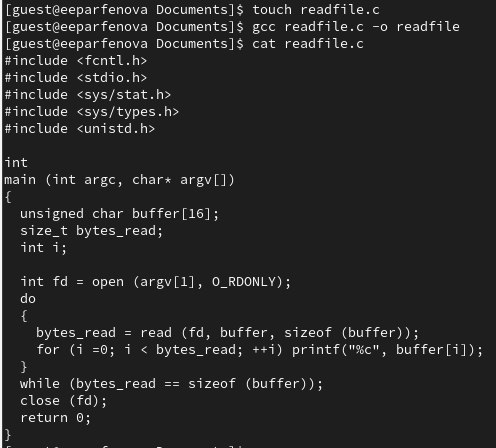 [guest@eeparfenova Documents]$ touch readfile.c
[guest@eeparfenova Documents]$ gcc readfile.c -o readfile
[guest@eeparfenova Documents]$ cat readfile.c
#include <fcntl.h>
#include <stdio.h>
#include <sys/stat.h>
#include <sys/types.h>
#include <unistd.h>

int
main (int argc, char* argv[])
{
  unsigned char buffer[16];
  size_t bytes_read;
  int i;

  int fd = open (argv[1], O_RDONLY);
  do
  {
    bytes_read = read (fd, buffer, sizeof (buffer));
    for (i =0; i < bytes_read; ++i) printf("%c", buffer[i]);
  }
  while (bytes_read == sizeof (buffer));
  close (fd);
  return 0;
}